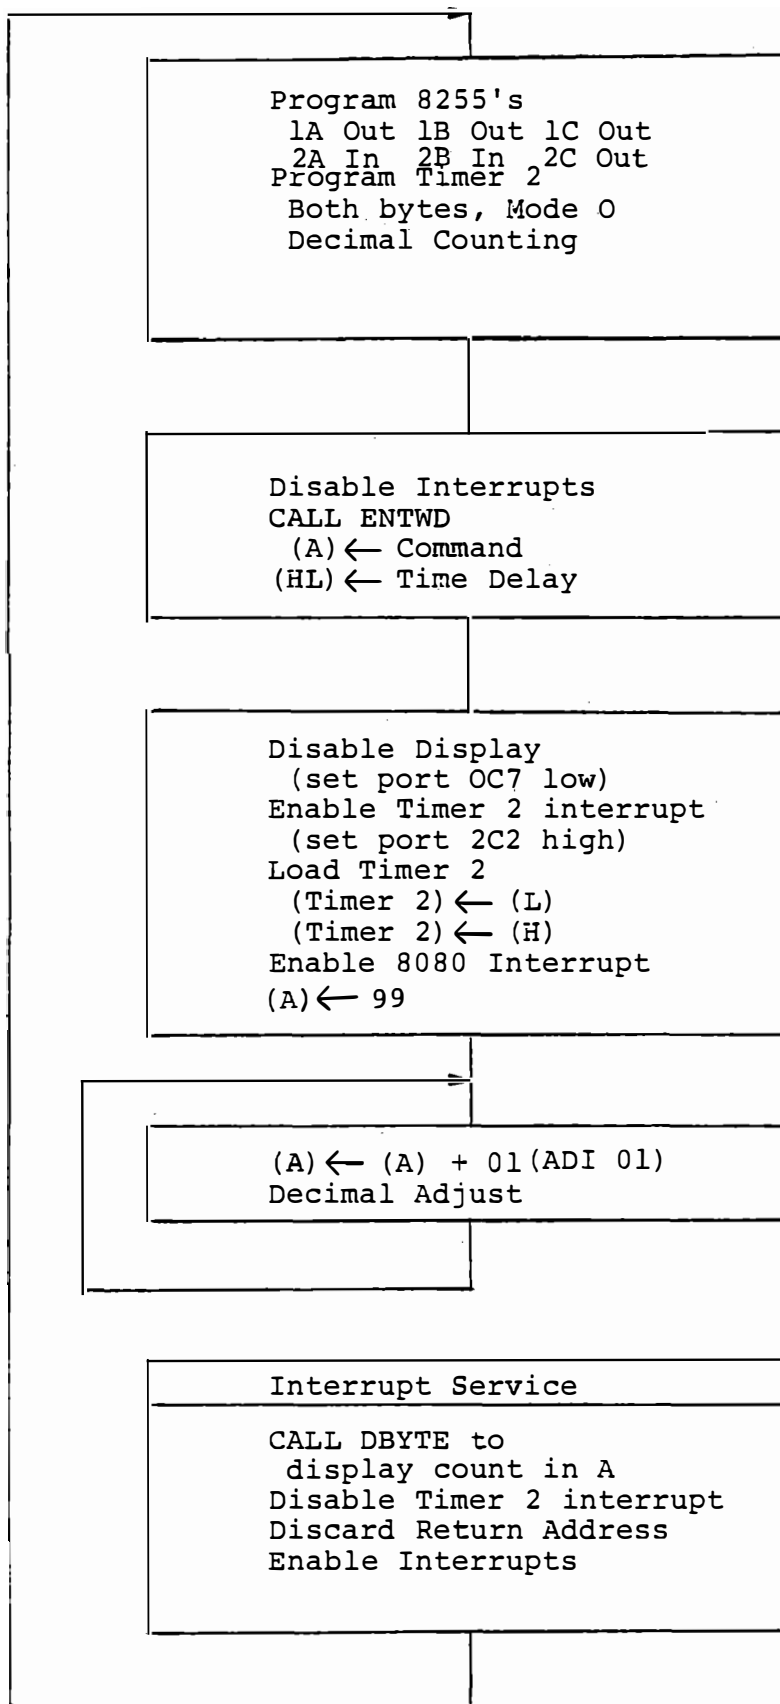 Program 8255's
1A Out 1B Out 1C Out
2A In 2B In 2C Out
Program Timer 2
Both bytes, Mode 0
Decimal Counting
Disable Interrupts
CALL ENTWD
(A) ← Command
(HL) ← Time Delay
Disable Display
(set port 0C7 low)
Enable Timer 2 interrupt
(set port 2C2 high)
Load Timer 2
(Timer 2) ← (L)
(Timer 2) ← (H)
Enable 8080 Interrupt
(A) ← 99
(A) ← (A) + 01 (ADI 01)
Decimal Adjust
Interrupt Service
CALL DBYTE to
display count in A
Disable Timer 2 interrupt
Discard Return Address
Enable Interrupts